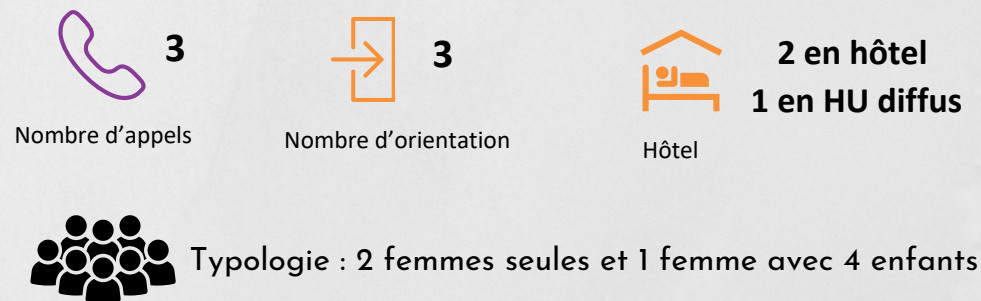 3
Nombre d’appels
3
Nombre d’orientation
2 en hôtel
1 en HU diffus
Hôtel
Typologie : 2 femmes seules et 1 femme avec 4 enfants